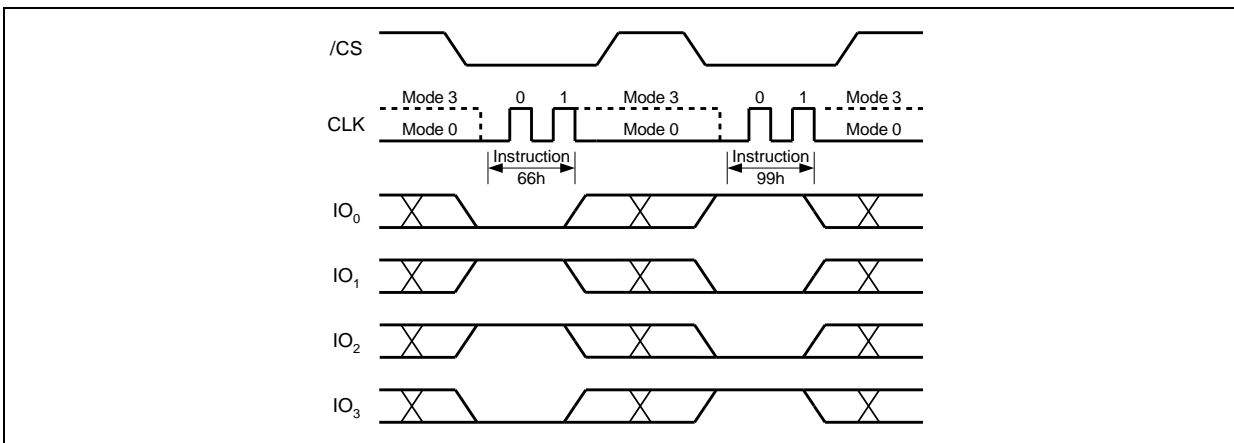 /CS
Mode 3 0 1 Mode 3 0 1 Mode 3
CLK
Mode 0 Mode 0 Mode 0
Instruction Instruction
66h 99h
IO0
IO1
IO2
IO3